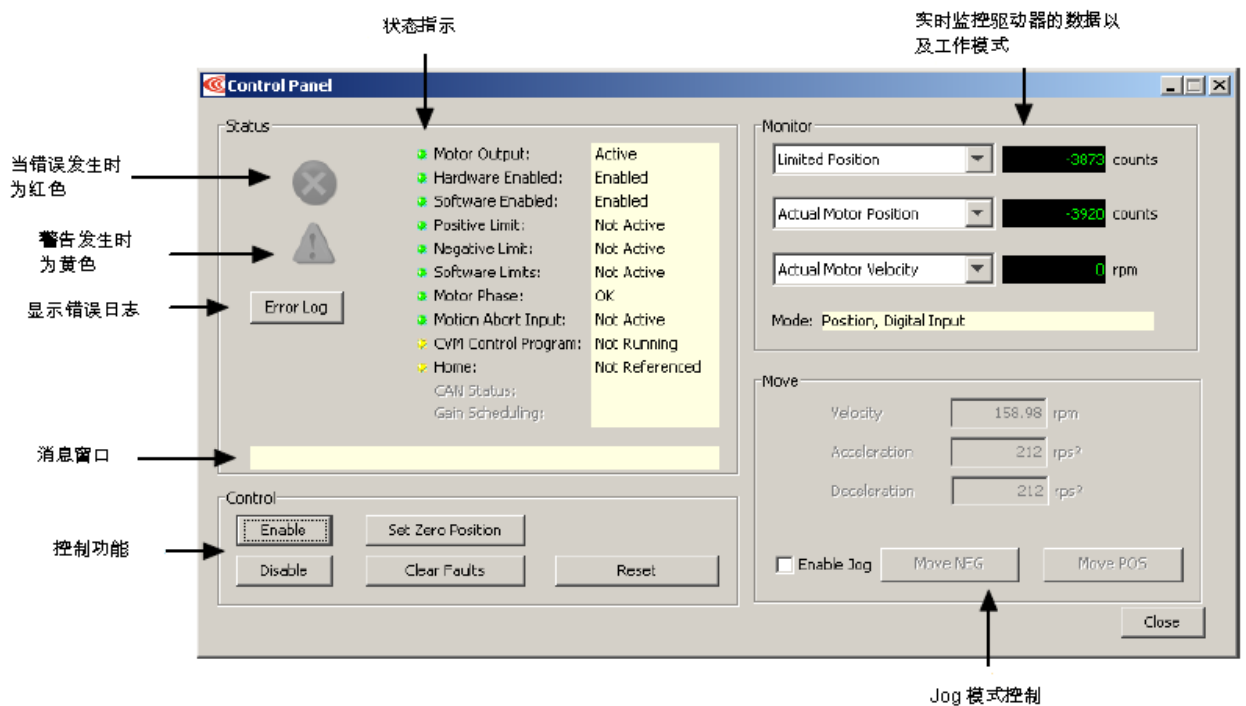 状态指示
实时监控驱动器的数据以
及工作模式
Control Panel
当错误发生时
为红色
警告发生时
为黄色
显示错误日志
消息窗口
控制功能
Status
Motor Output: Active
Hardware Enabled: Enabled
Software Enabled: Enabled
Positive Limit: Not Active
Negative Limit: Not Active
Software Limits: Not Active
Motor Phase: OK
Motion Abort Input: Not Active
CVM Control Program: Not Running
Home: Not Referenced
CAN Status:
Gain Scheduling:
Error Log
Control
Enable
Set Zero Position
Disable
Clear Faults
Reset
Monitor
Limited Position -3873 counts
Actual Motor Position -3920 counts
Actual Motor Velocity 0 rpm
Mode: Position, Digital Input
Move
Velocity 158.98 rpm
Acceleration 212 rps²
Deceleration 212 rps²
Enable Jog
Move NEG
Move POS
Close
Jog 模式控制